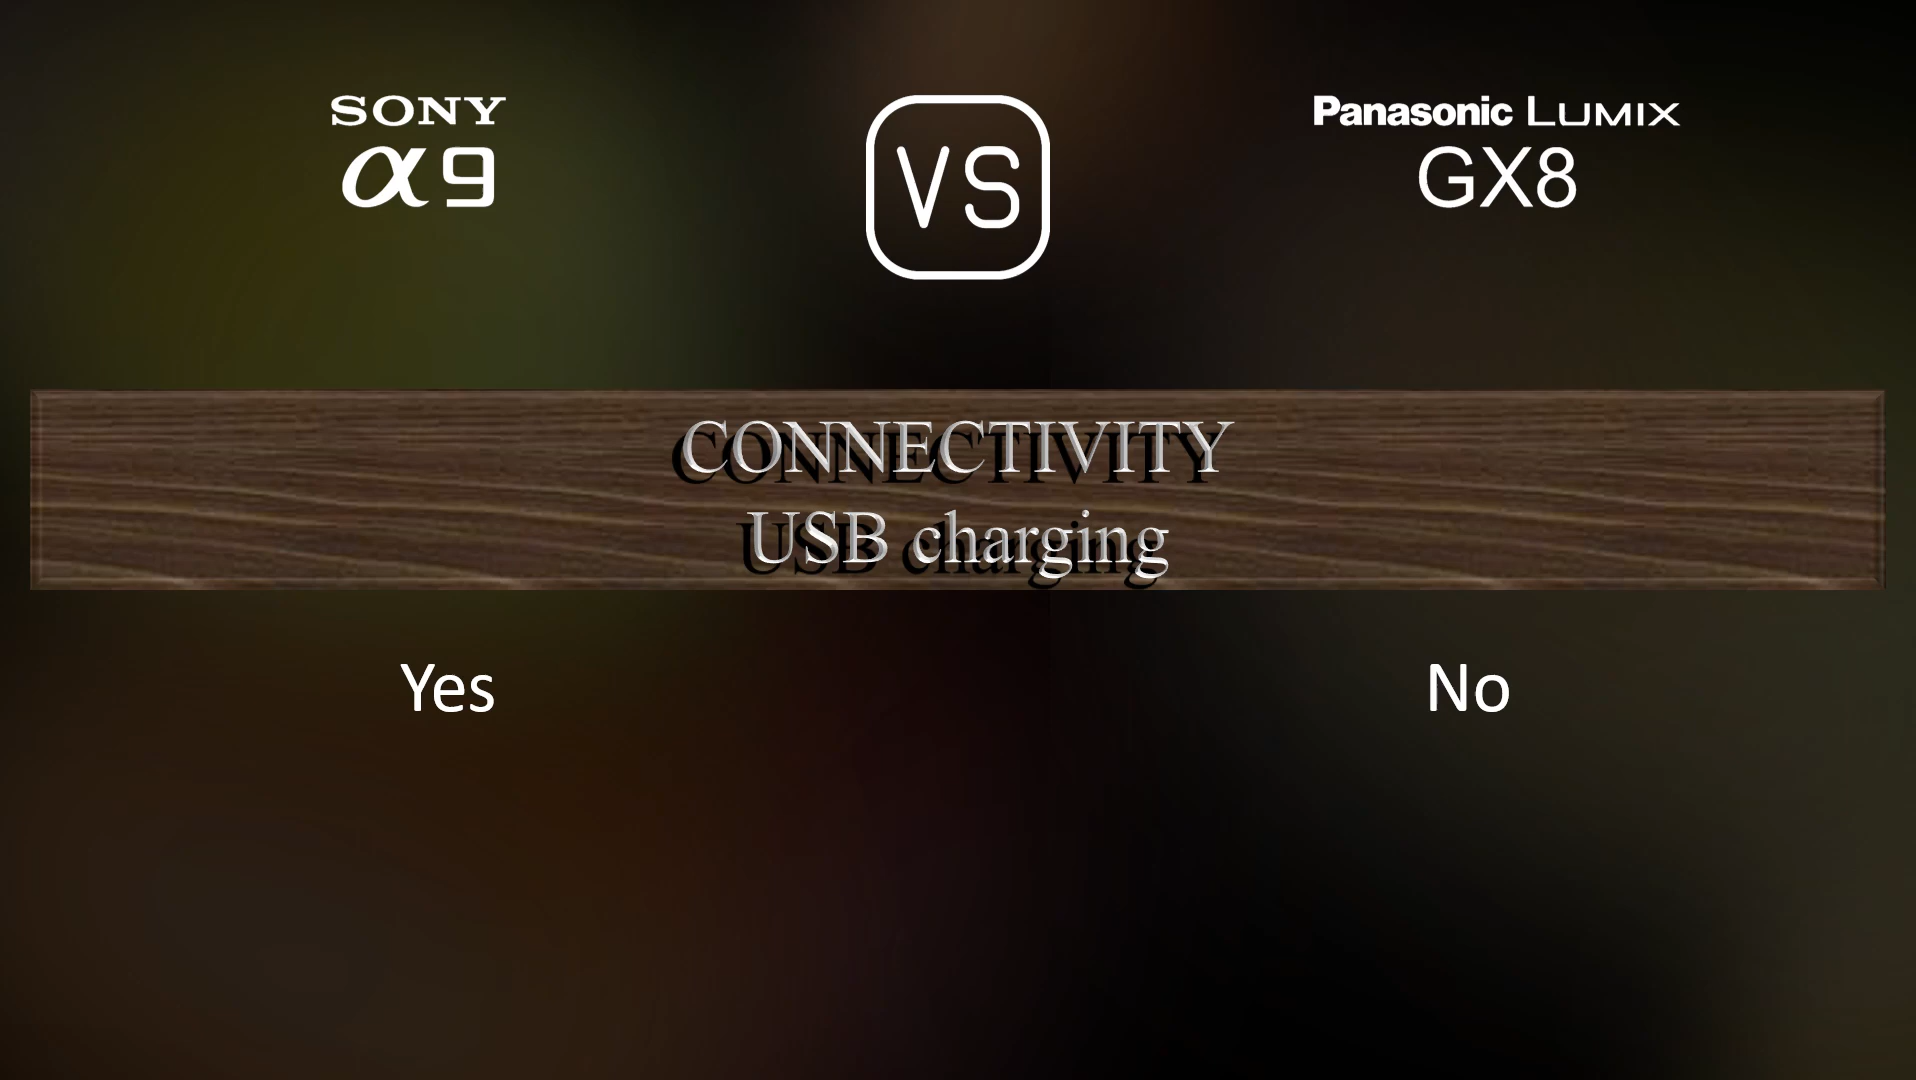 SONY
α9
VS
Panasonic LUMIX
GX8
CONNECTIVITY
USB charging
Yes
No